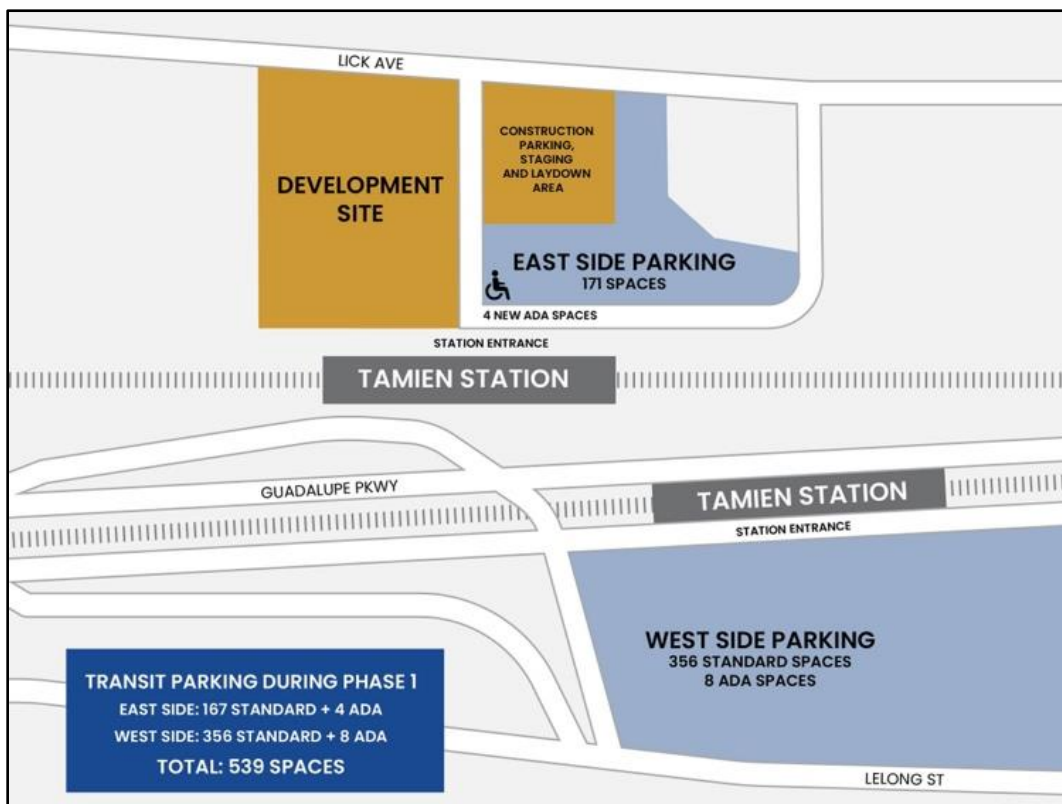 LICK AVE
CONSTRUCTION
PARKING,
STAGING
AND LAYDOWN
AREA
DEVELOPMENT
SITE
EAST SIDE PARKING
171 SPACES
4 NEW ADA SPACES
STATION ENTRANCE
TAMIEN STATION
GUADALUPE PKWY
TAMIEN STATION
STATION ENTRANCE
WEST SIDE PARKING
356 STANDARD SPACES
8 ADA SPACES
TRANSIT PARKING DURING PHASE 1
EAST SIDE: 167 STANDARD + 4 ADA
WEST SIDE: 356 STANDARD + 8 ADA
TOTAL: 539 SPACES
LELONG ST